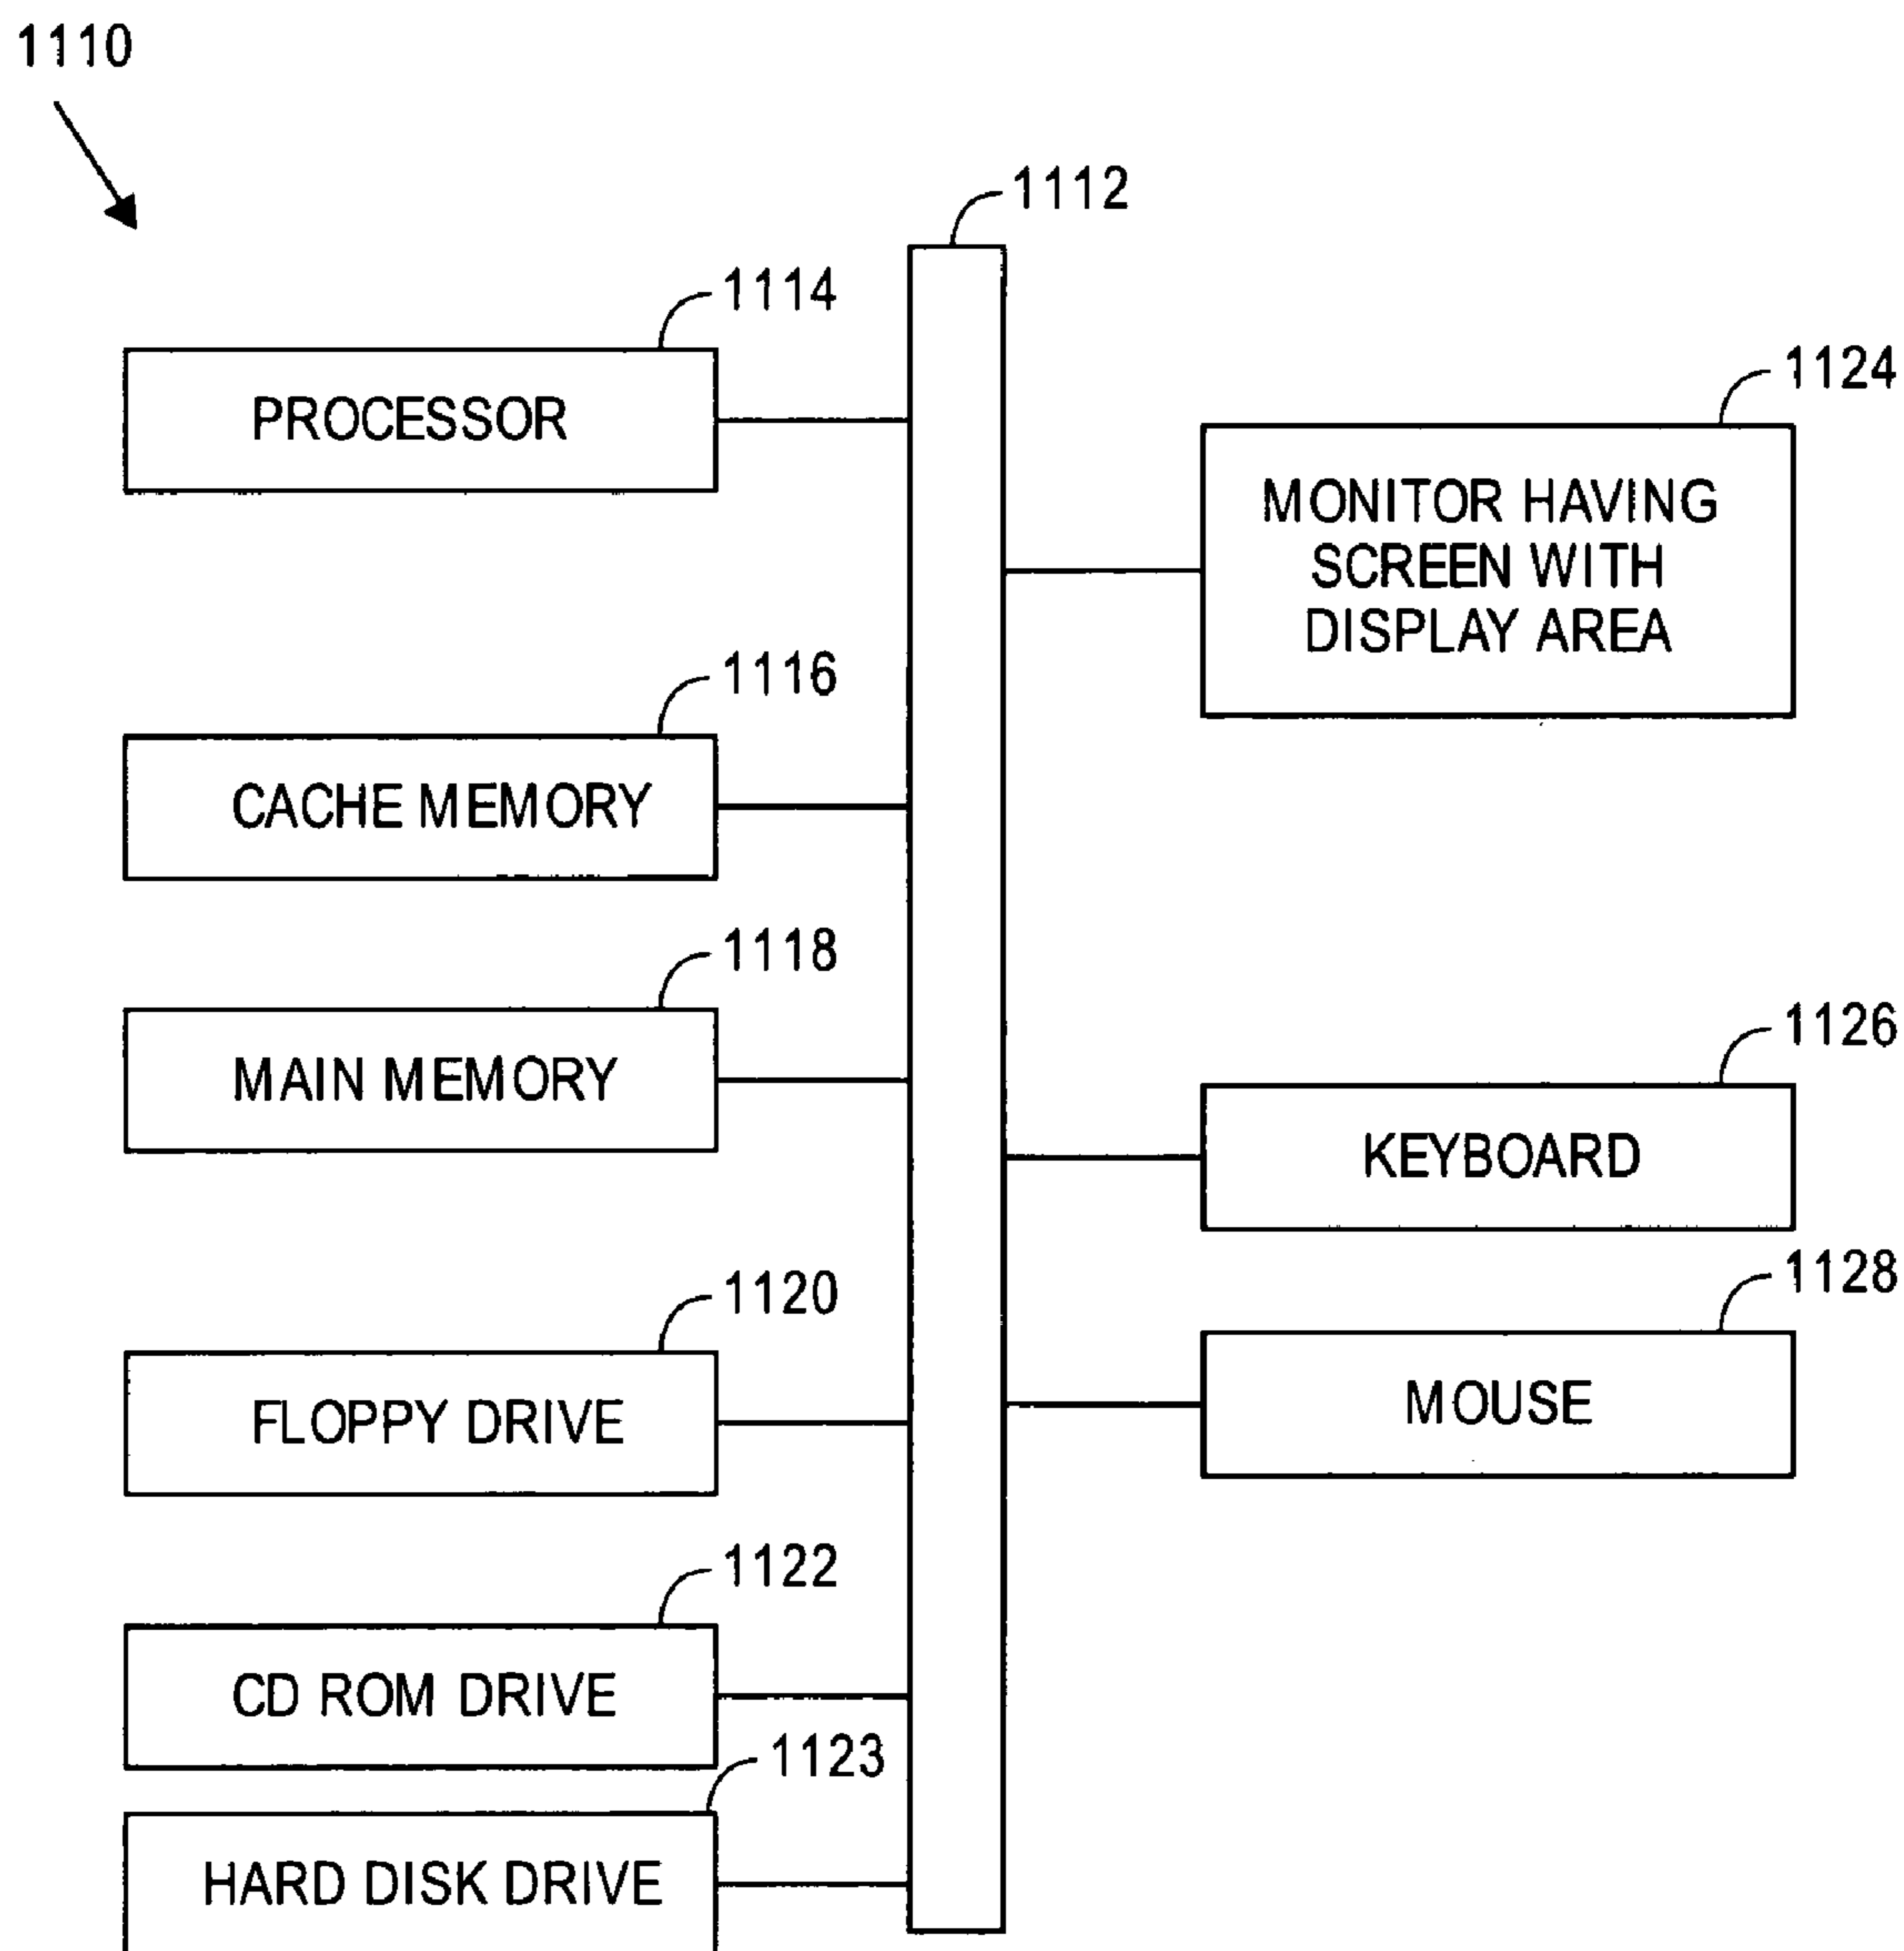 1110
1112
1114
PROCESSOR
1124
MONITOR HAVING
SCREEN WITH
DISPLAY AREA
1116
CACHE MEMORY
1118
MAIN MEMORY
1126
KEYBOARD
1120
FLOPPY DRIVE
1128
MOUSE
1122
CD ROM DRIVE
1123
HARD DISK DRIVE